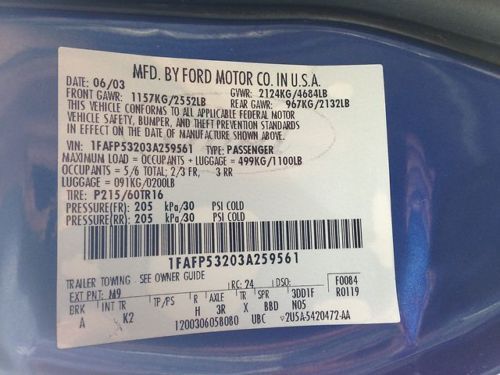 MFD. BY FORD MOTOR CO. IN U.S.A.
DATE 06/03 GVWR: 2124KG/4684LB
FRONT GAWR: 1157KG/2552LB REAR GAWR: 967KG/2132LB
THIS VEHICLE CONFORMS TO ALL APPLICABLE FEDERAL MOTOR
VEHICLE SAFETY, BUMPER, AND THEFT PREVENTION STANDARDS
IN EFFECT ON THE DATE OF MANUFACTURE SHOWN ABOVE.
VIN: 1FAFP53203A259561 TYPE: PASSENGER
MAXIMUM LOAD = OCCUPANTS + LUGGAGE = 499KG/1100LB
OCCUPANTS = 5/6 TOTAL; 2/3 FR, 3 RR
LUGGAGE = 091KG/0200LB
TIRE: P215/60TR16
PRESSURE(FR): 205 kPa/30 PSI COLD
PRESSURE(RR): 205 kPa/30 PSI COLD
1FAFP53203A259561
TRAILER TOWING - SEE OWNER GUIDE
EXT PNT: M9 RC: 24 DSO: F0084
BRK INT TR TP/PS R AXLE TR SPR 3DD1F R0119
A K2 H 3R X BBD N05
1200306058080 UBC ▽2U5A-5420472-AA